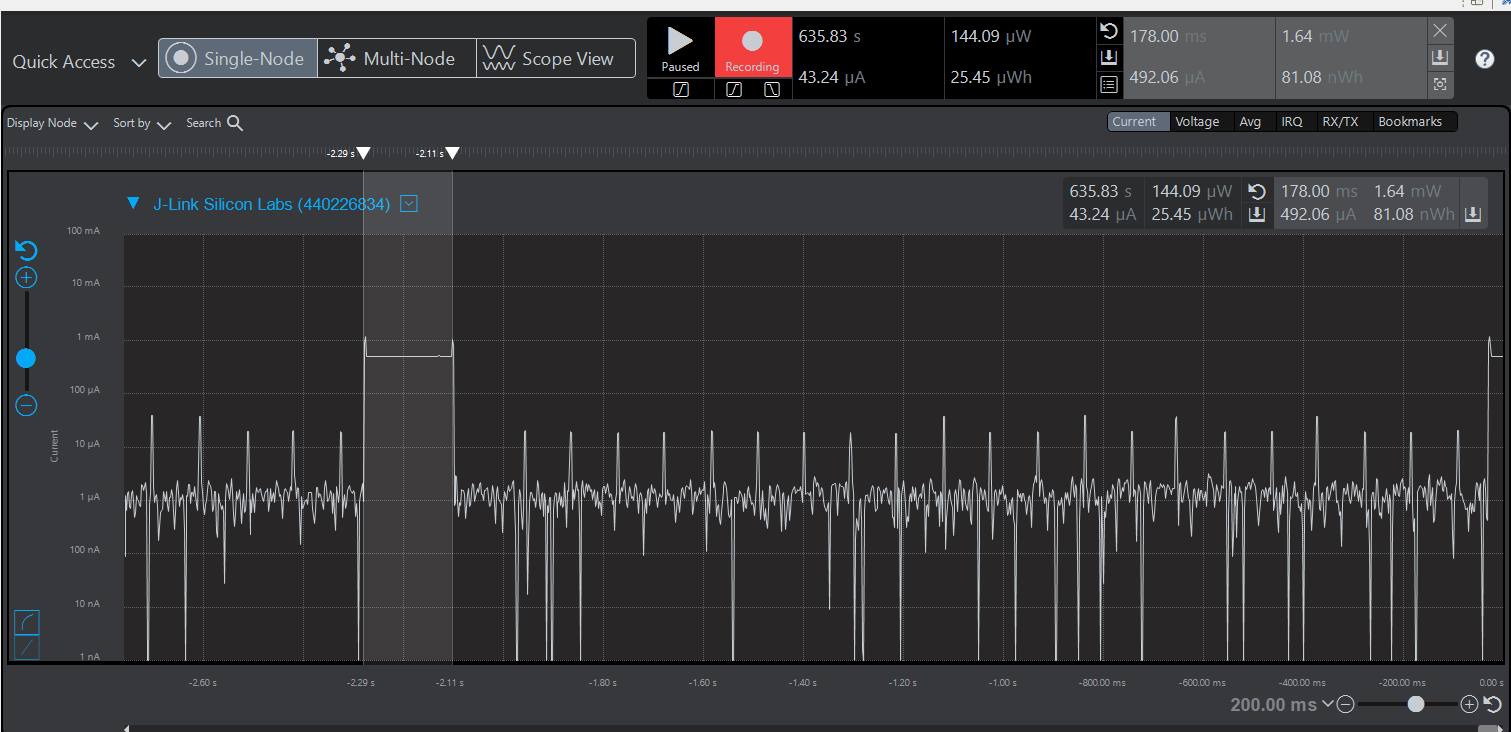 Quick Access
Single-Node
Multi-Node
Scope View
Paused
Recording
635.83 s
144.09 µW
43.24 µA
25.45 µWh
178.00 ms
1.64 mW
492.06 µA
81.08 nWh
Display Node
Sort by
Search
Current
Voltage
Avg
IRQ
RX/TX
Bookmarks
-2.29 s
-2.11 s
J-Link Silicon Labs (440226834)
635.83 s
144.09 µW
178.00 ms
1.64 mW
43.24 µA
25.45 µWh
492.06 µA
81.08 nWh
100 mA
10 mA
1 mA
100 µA
10 µA
1 µA
100 nA
10 nA
1 nA
Current
-2.60 s
-2.29 s
-2.11 s
-1.80 s
-1.60 s
-1.40 s
-1.20 s
-1.00 s
-800.00 ms
-600.00 ms
-400.00 ms
-200.00 ms
0.00 s
200.00 ms